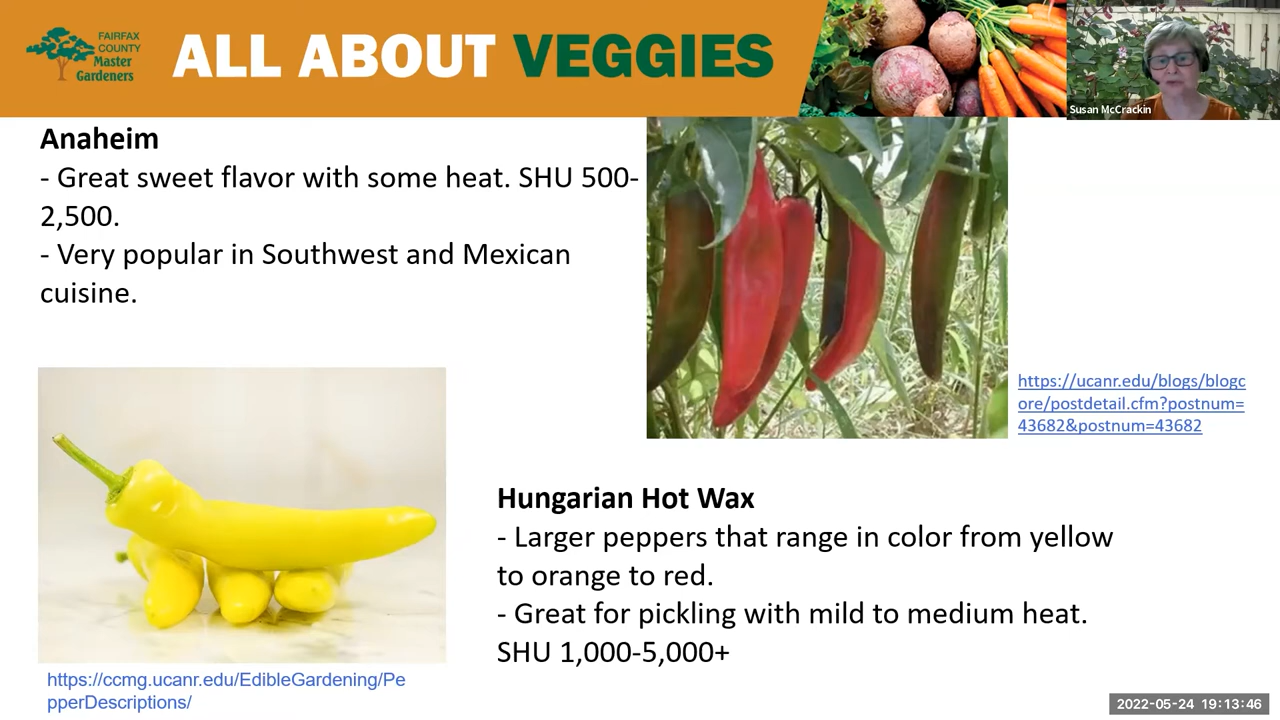 FAIRFAX
COUNTY
Master
Gardeners
ALL ABOUT VEGGIES
Susan McCrackin
Anaheim
- Great sweet flavor with some heat. SHU 500-
2,500.
- Very popular in Southwest and Mexican
cuisine.
https://ucanr.edu/blogs/blogc
ore/postdetail.cfm?postnum=
43682&postnum=43682
Hungarian Hot Wax
- Larger peppers that range in color from yellow
to orange to red.
- Great for pickling with mild to medium heat.
SHU 1,000-5,000+
https://ccmg.ucanr.edu/EdibleGardening/Pe
pperDescriptions/
2022-05-24 19:13:46